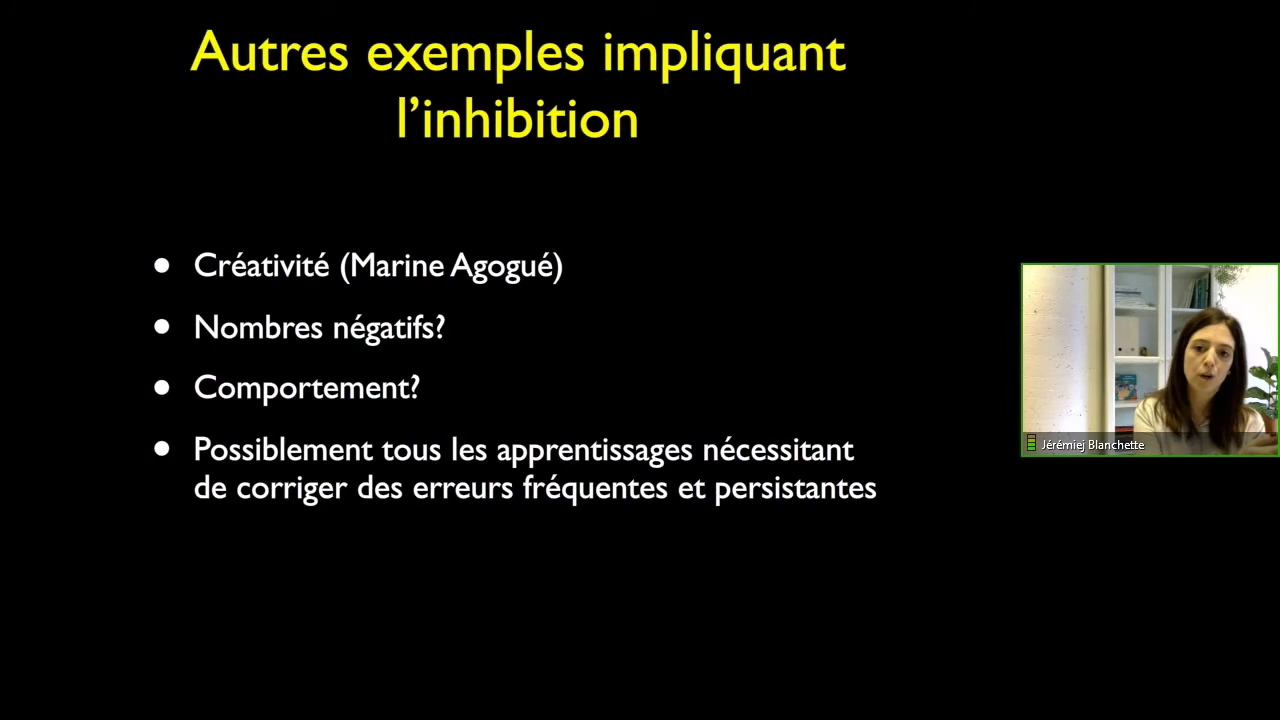 Autres exemples impliquant
l’inhibition
• Créativité (Marine Agogué)
• Nombres négatifs?
• Comportement?
• Possiblement tous les apprentissages nécessitant
de corriger des erreurs fréquentes et persistantes
Jérémiej Blanchette